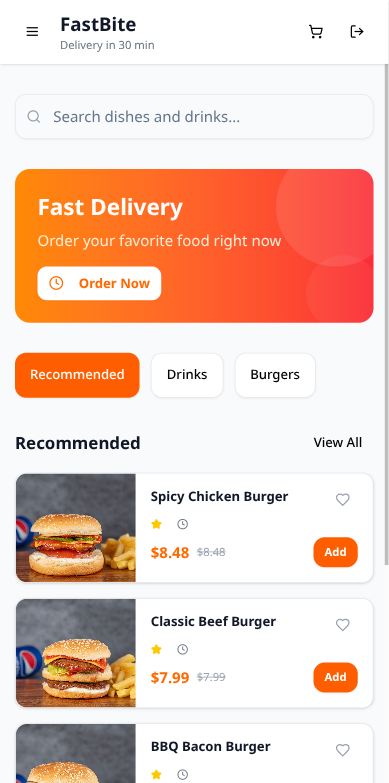 FastBite
Delivery in 30 min
Search dishes and drinks...
Fast Delivery
Order your favorite food right now
Order Now
Recommended
Drinks
Burgers
Recommended
View All
Spicy Chicken Burger
$8.48 $8.48
Add
Classic Beef Burger
$7.99 $7.99
Add
BBQ Bacon Burger